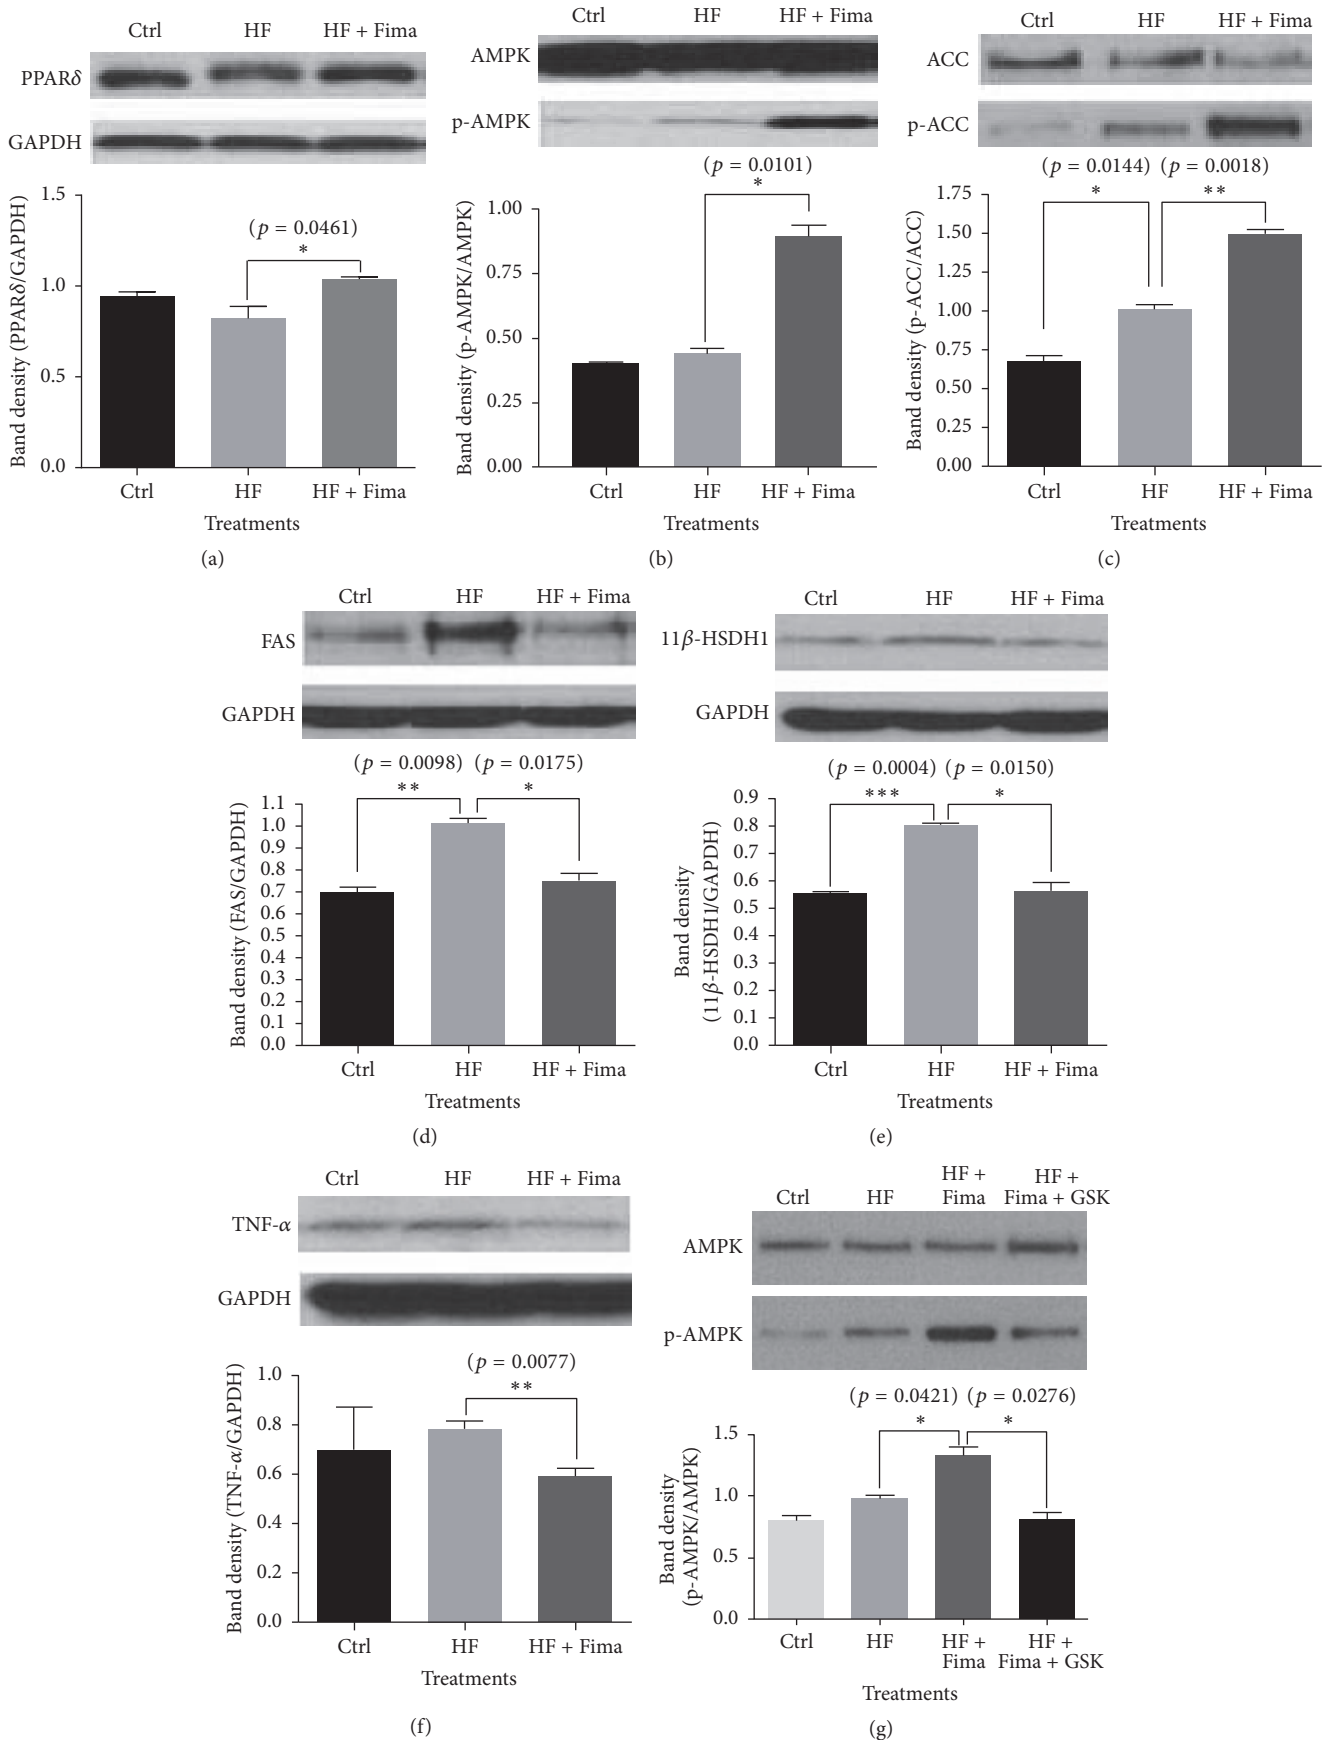 Ctrl HF HF + Fima
PPARδ
GAPDH
(p = 0.0461)
*
1.5
1.0
0.5
0.0
Band density (PPARδ/GAPDH)
Ctrl HF HF + Fima
Treatments
(a)
Ctrl HF HF + Fima
AMPK
p-AMPK
(p = 0.0101)
*
1.00
0.75
0.50
0.25
0.00
Band density (p-AMPK/AMPK)
Ctrl HF HF + Fima
Treatments
(b)
Ctrl HF HF + Fima
ACC
p-ACC
(p = 0.0144) (p = 0.0018)
* **
1.75
1.50
1.25
1.00
0.75
0.50
0.25
0.00
Band density (p-ACC/ACC)
Ctrl HF HF + Fima
Treatments
(c)
Ctrl HF HF + Fima
FAS
GAPDH
(p = 0.0098) (p = 0.0175)
** *
1.1
1.0
0.9
0.8
0.7
0.6
0.5
0.4
0.3
0.2
0.1
0.0
Band density (FAS/GAPDH)
Ctrl HF HF + Fima
Treatments
(d)
Ctrl HF HF + Fima
11β-HSDH1
GAPDH
(p = 0.0004) (p = 0.0150)
*** *
0.9
0.8
0.7
0.6
0.5
0.4
0.3
0.2
0.1
0.0
Band density
(11β-HSDH1/GAPDH)
Ctrl HF HF + Fima
Treatments
(e)
Ctrl HF HF + Fima
TNF-α
GAPDH
(p = 0.0077)
**
1.0
0.8
0.6
0.4
0.2
0.0
Band density (TNF-α/GAPDH)
Ctrl HF HF + Fima
Treatments
(f)
HF + HF +
Ctrl HF Fima Fima + GSK
AMPK
p-AMPK
(p = 0.0421) (p = 0.0276)
* *
1.5
1.0
0.5
0.0
Band density
(p-AMPK/AMPK)
Ctrl HF HF + HF +
Fima Fima + GSK
Treatments
(g)